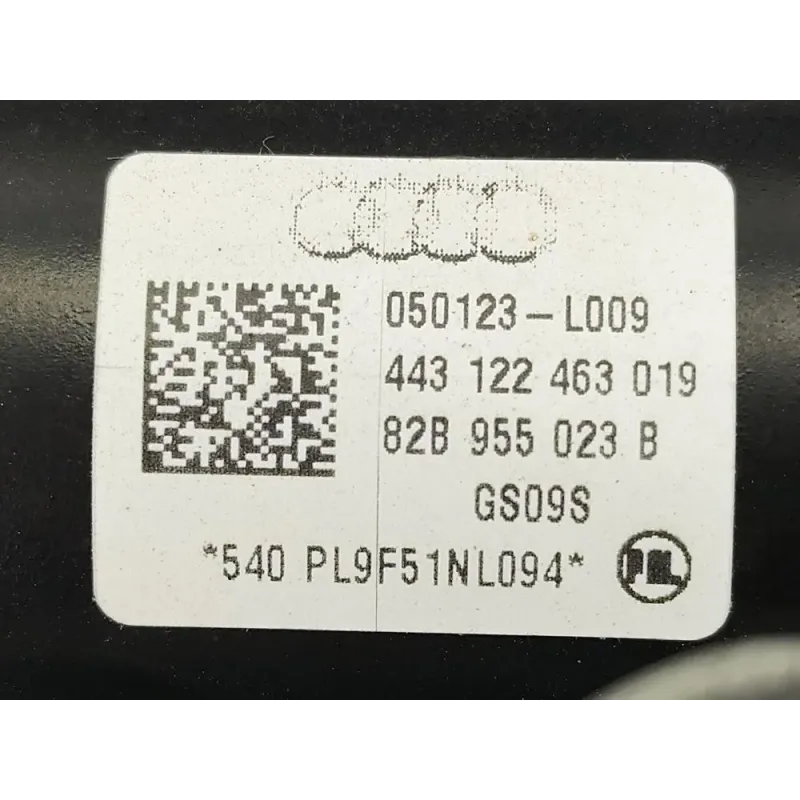 050123-L009
443 122 463 019
82B 955 023 B
GS09S
*540 PL9F51NL094*